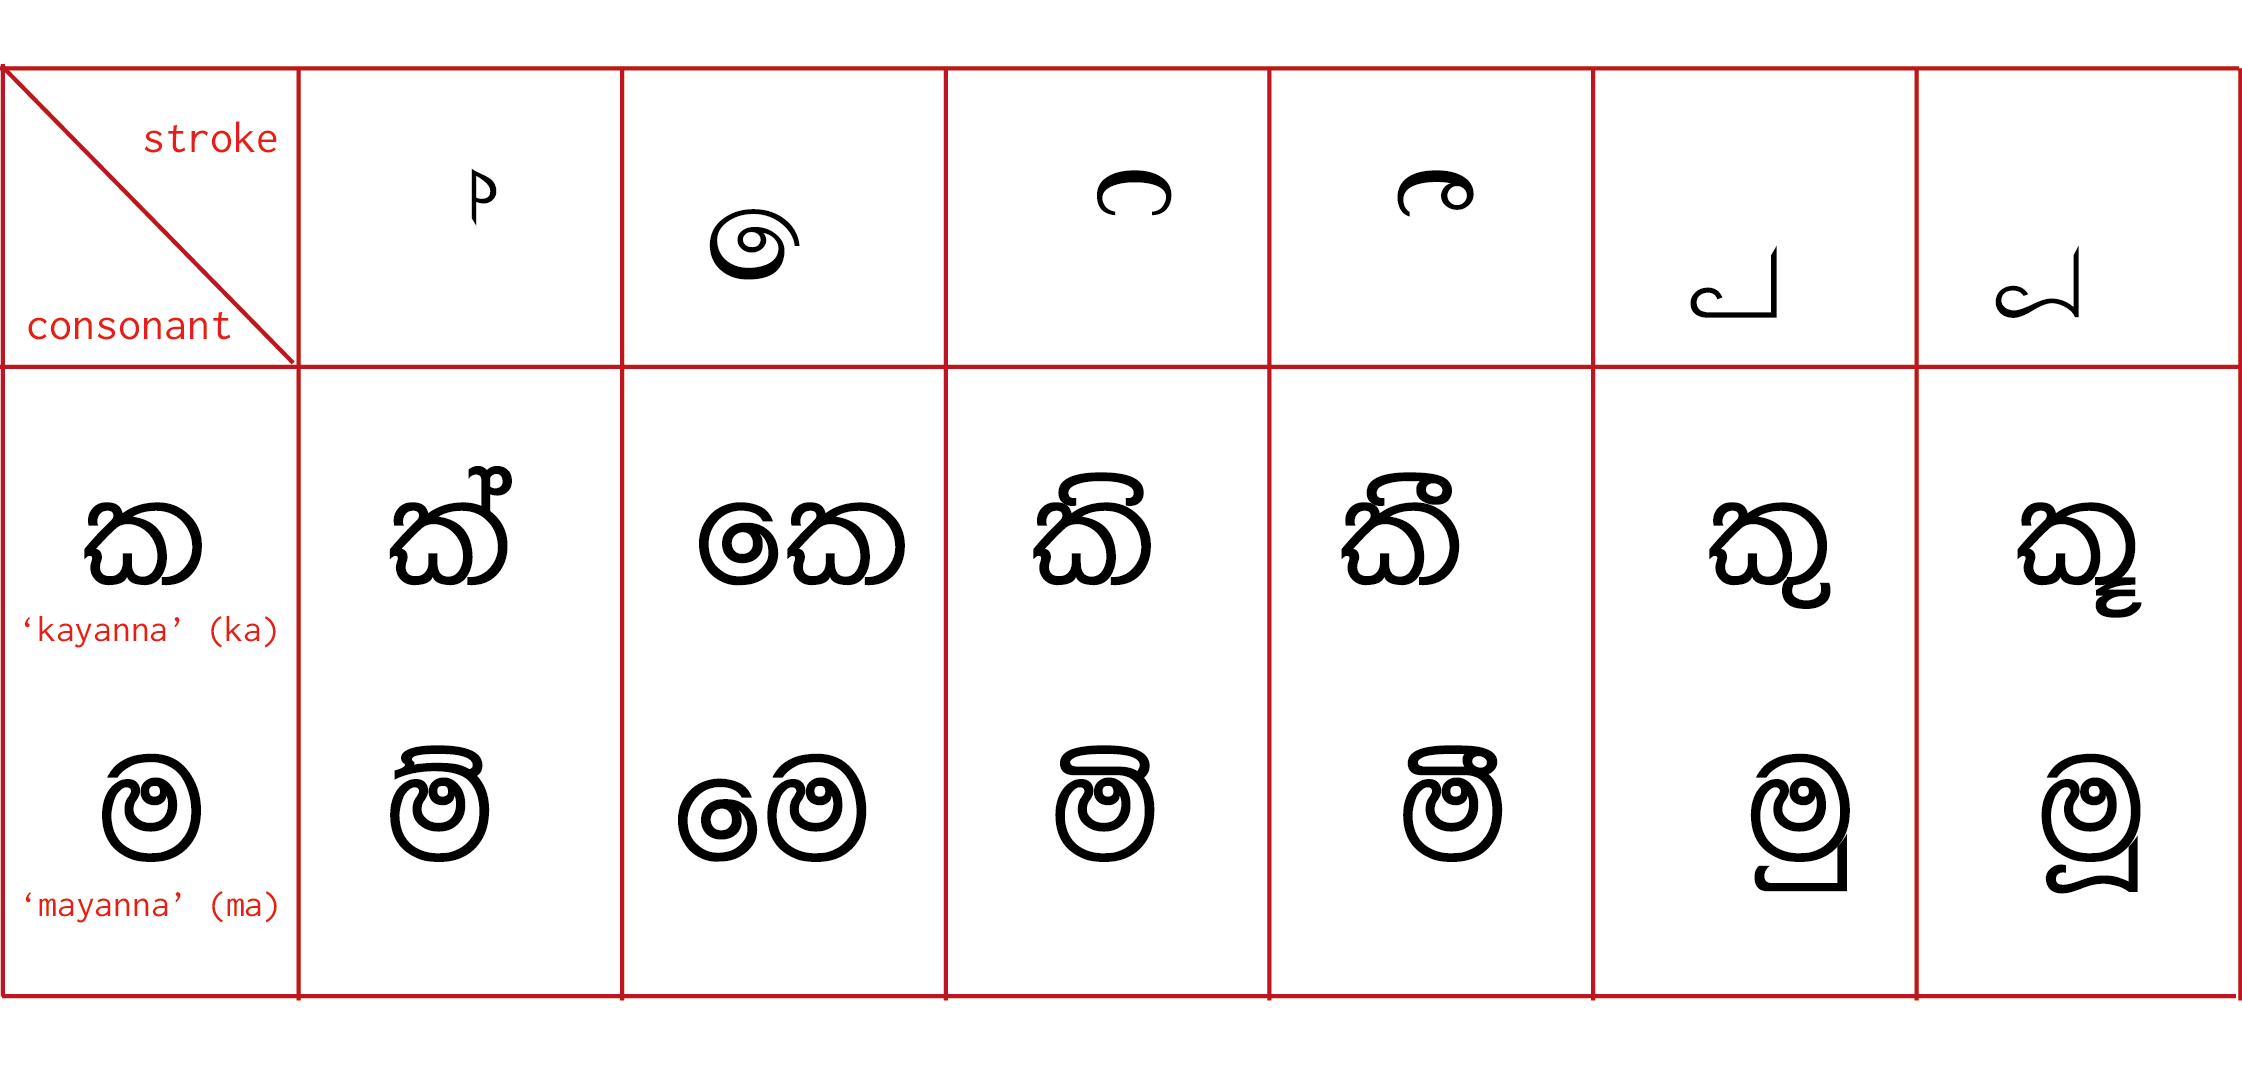 stroke
consonant
් ෙ ි ී ු ූ
ක ක් කෙ කි කී කු කූ
‘kayanna’ (ka)
ම ම් මෙ මි මී මු මූ
‘mayanna’ (ma)